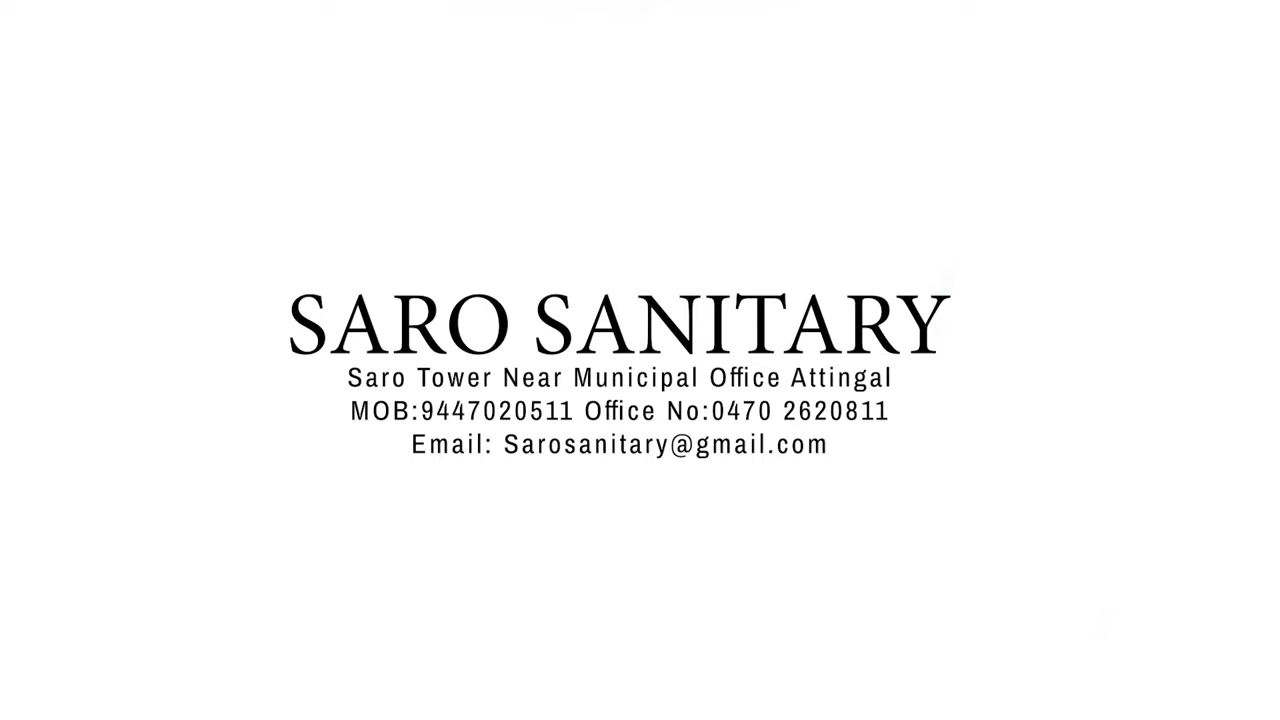 SARO SANITARY
Saro Tower Near Municipal Office Attingal
MOB:9447020511 Office No:0470 2620811
Email: Sarosanitary@gmail.com